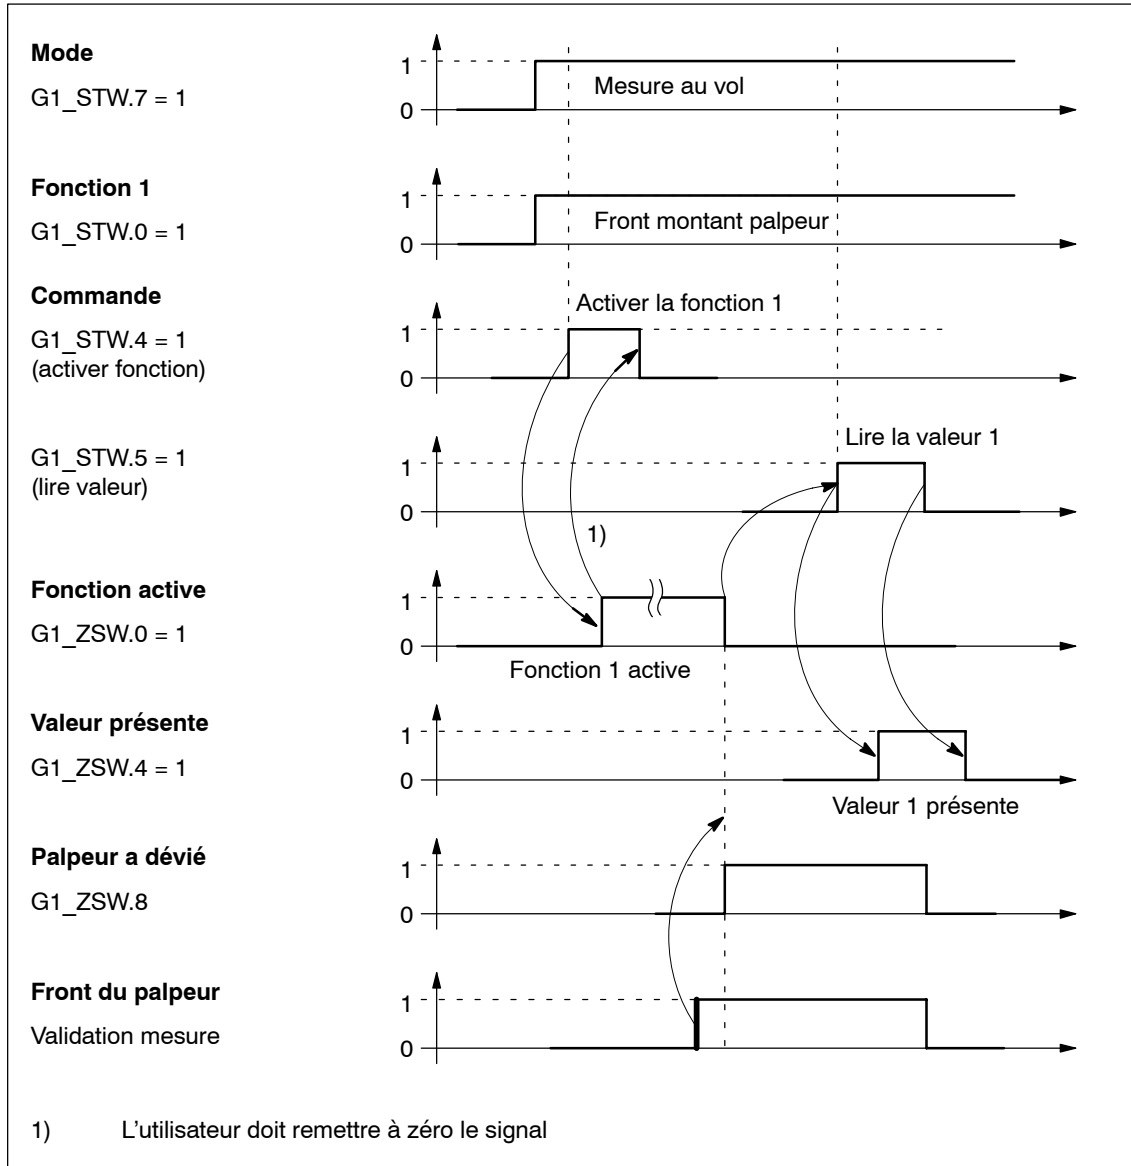 Mode
G1_STW.7 = 1
1
0
Mesure au vol
Fonction 1
G1_STW.0 = 1
1
0
Front montant palpeur
Commande
G1_STW.4 = 1
(activer fonction)
Activer la fonction 1
1
0
G1_STW.5 = 1
(lire valeur)
Lire la valeur 1
1
0
1)
Fonction active
G1_ZSW.0 = 1
1
0
Fonction 1 active
Valeur présente
G1_ZSW.4 = 1
1
0
Valeur 1 présente
Palpeur a dévié
G1_ZSW.8
1
0
Front du palpeur
Validation mesure
1
0
1) L'utilisateur doit remettre à zéro le signal